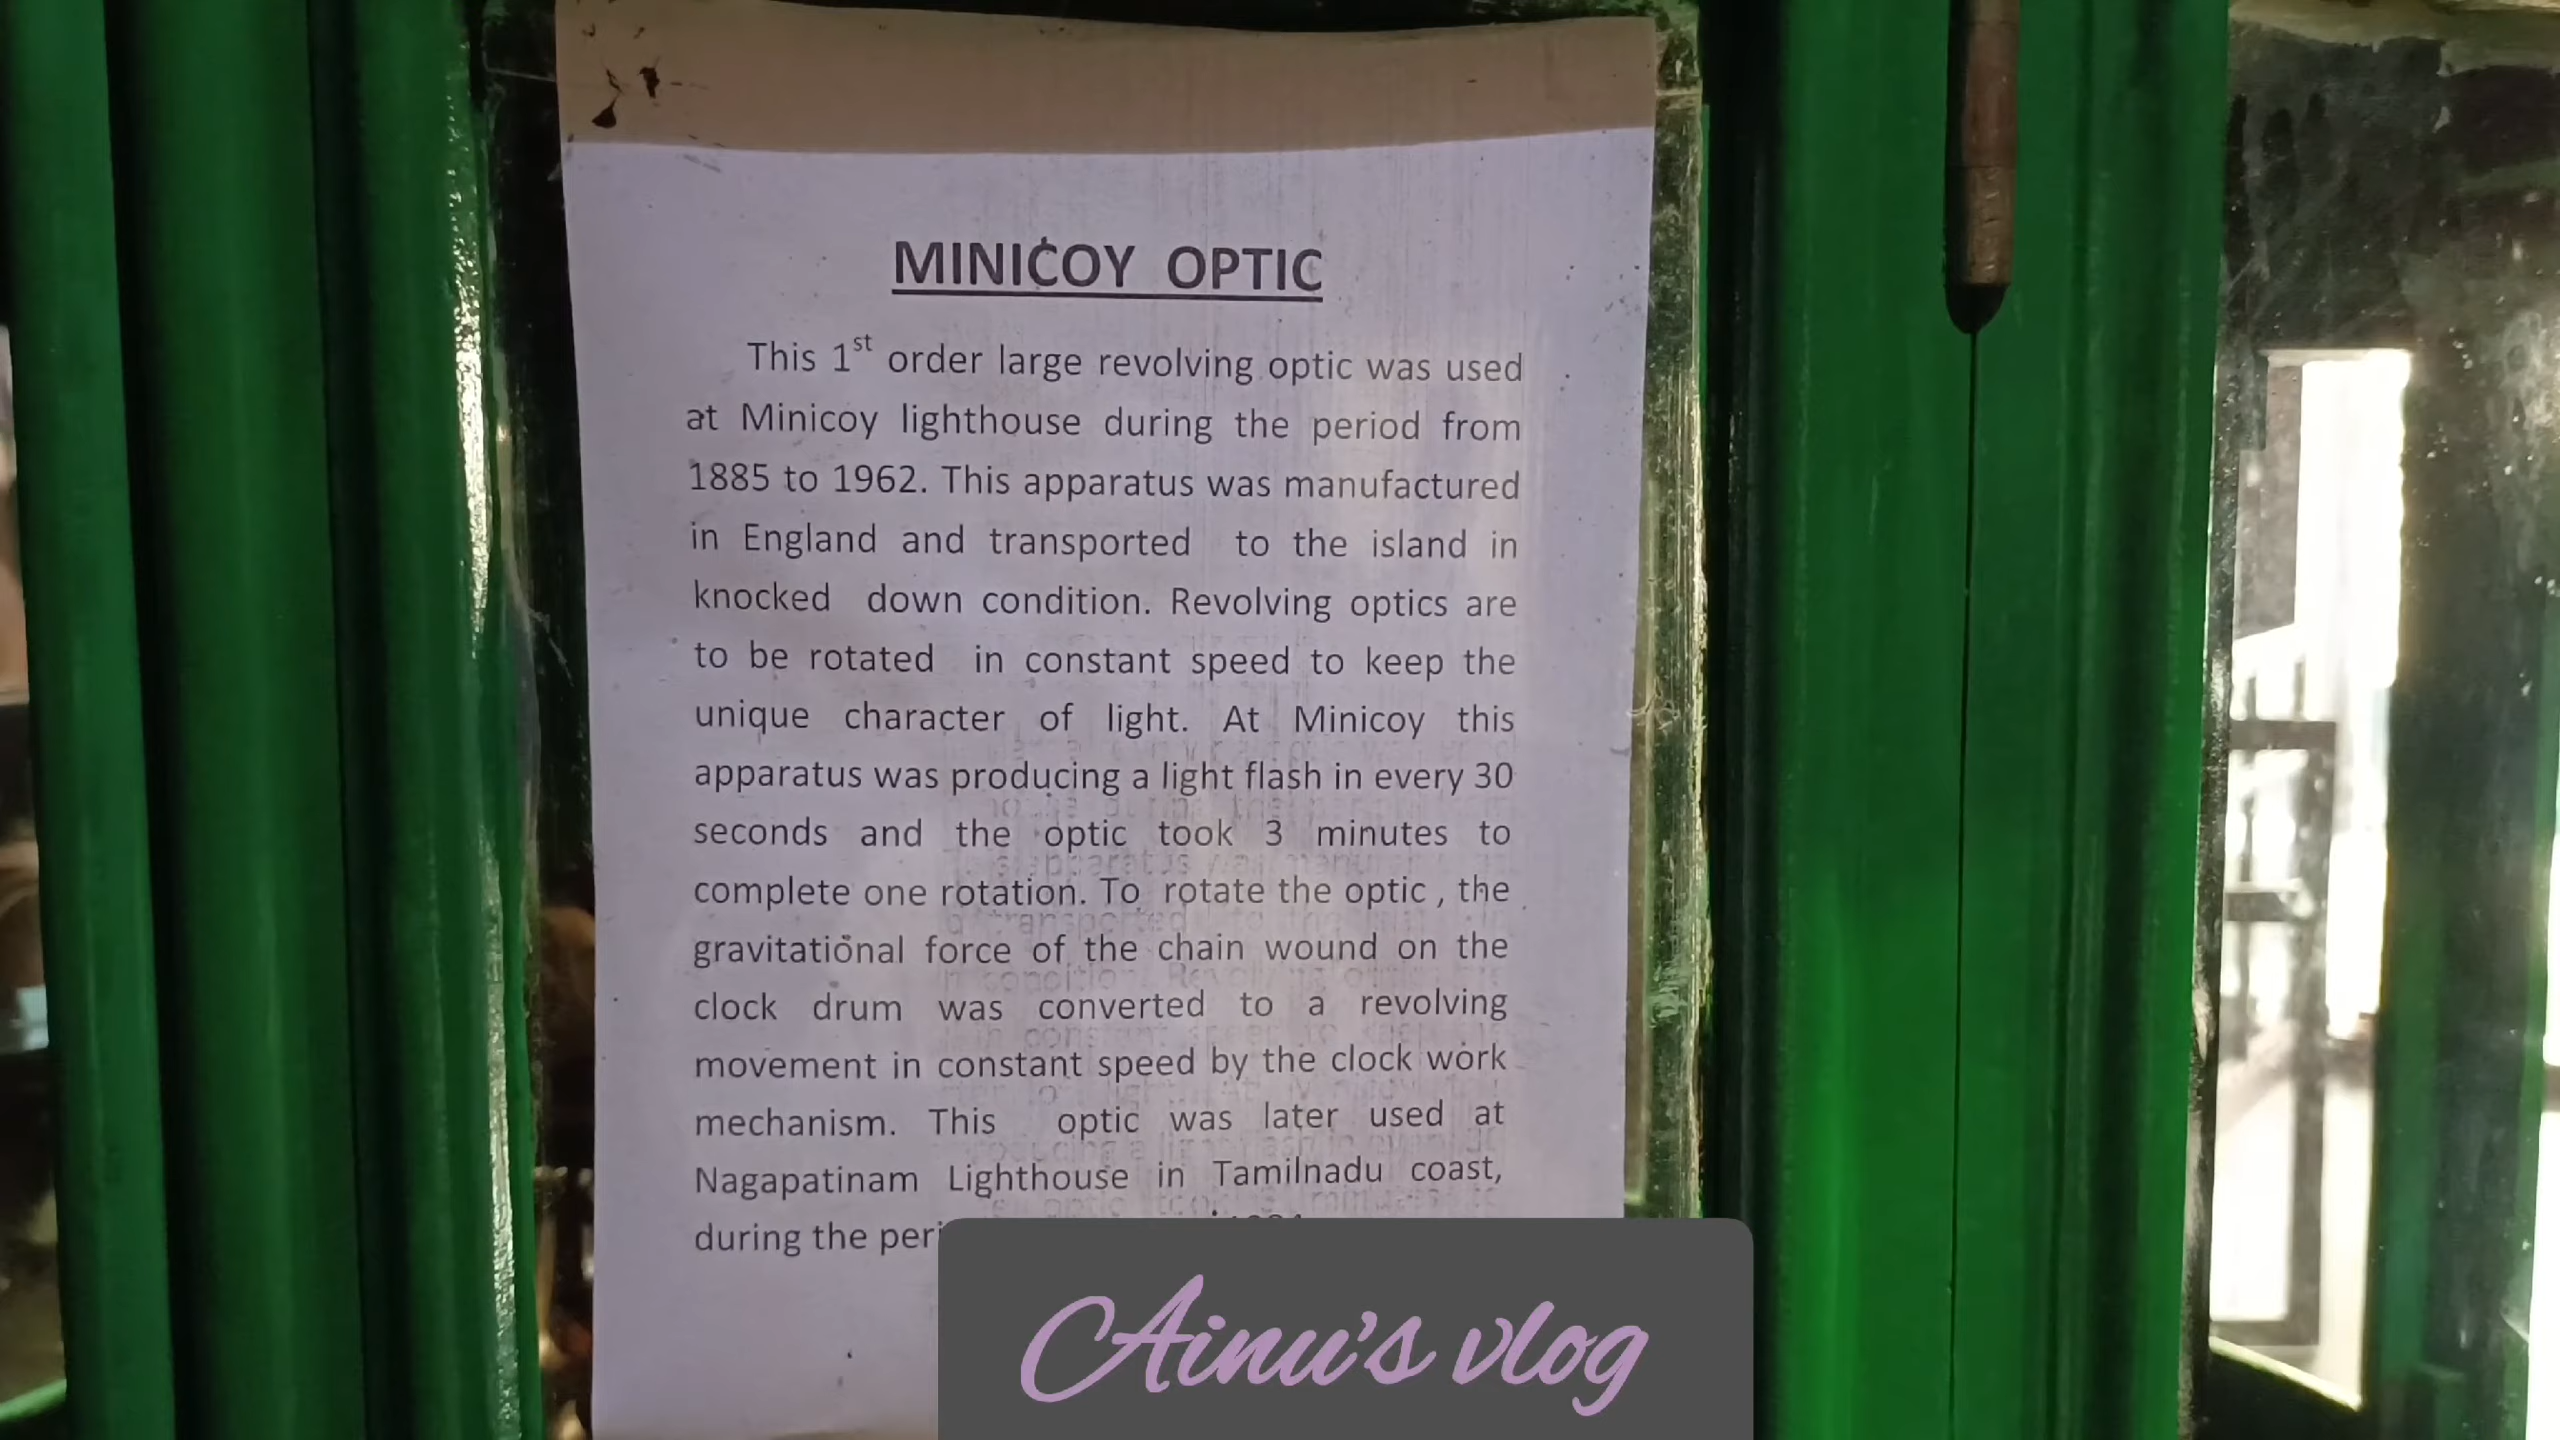 MINICOY OPTIC
This 1st order large revolving optic was used
at Minicoy lighthouse during the period from
1885 to 1962. This apparatus was manufactured
in England and transported to the island in
knocked down condition. Revolving optics are
to be rotated in constant speed to keep the
unique character of light. At Minicoy this
apparatus was producing a light flash in every 30
seconds and the optic took 3 minutes to
complete one rotation. To rotate the optic , the
gravitational force of the chain wound on the
clock drum was converted to a revolving
movement in constant speed by the clock work
mechanism. This optic was later used at
Nagapatinam Lighthouse in Tamilnadu coast,
during the
Ainu's vlog